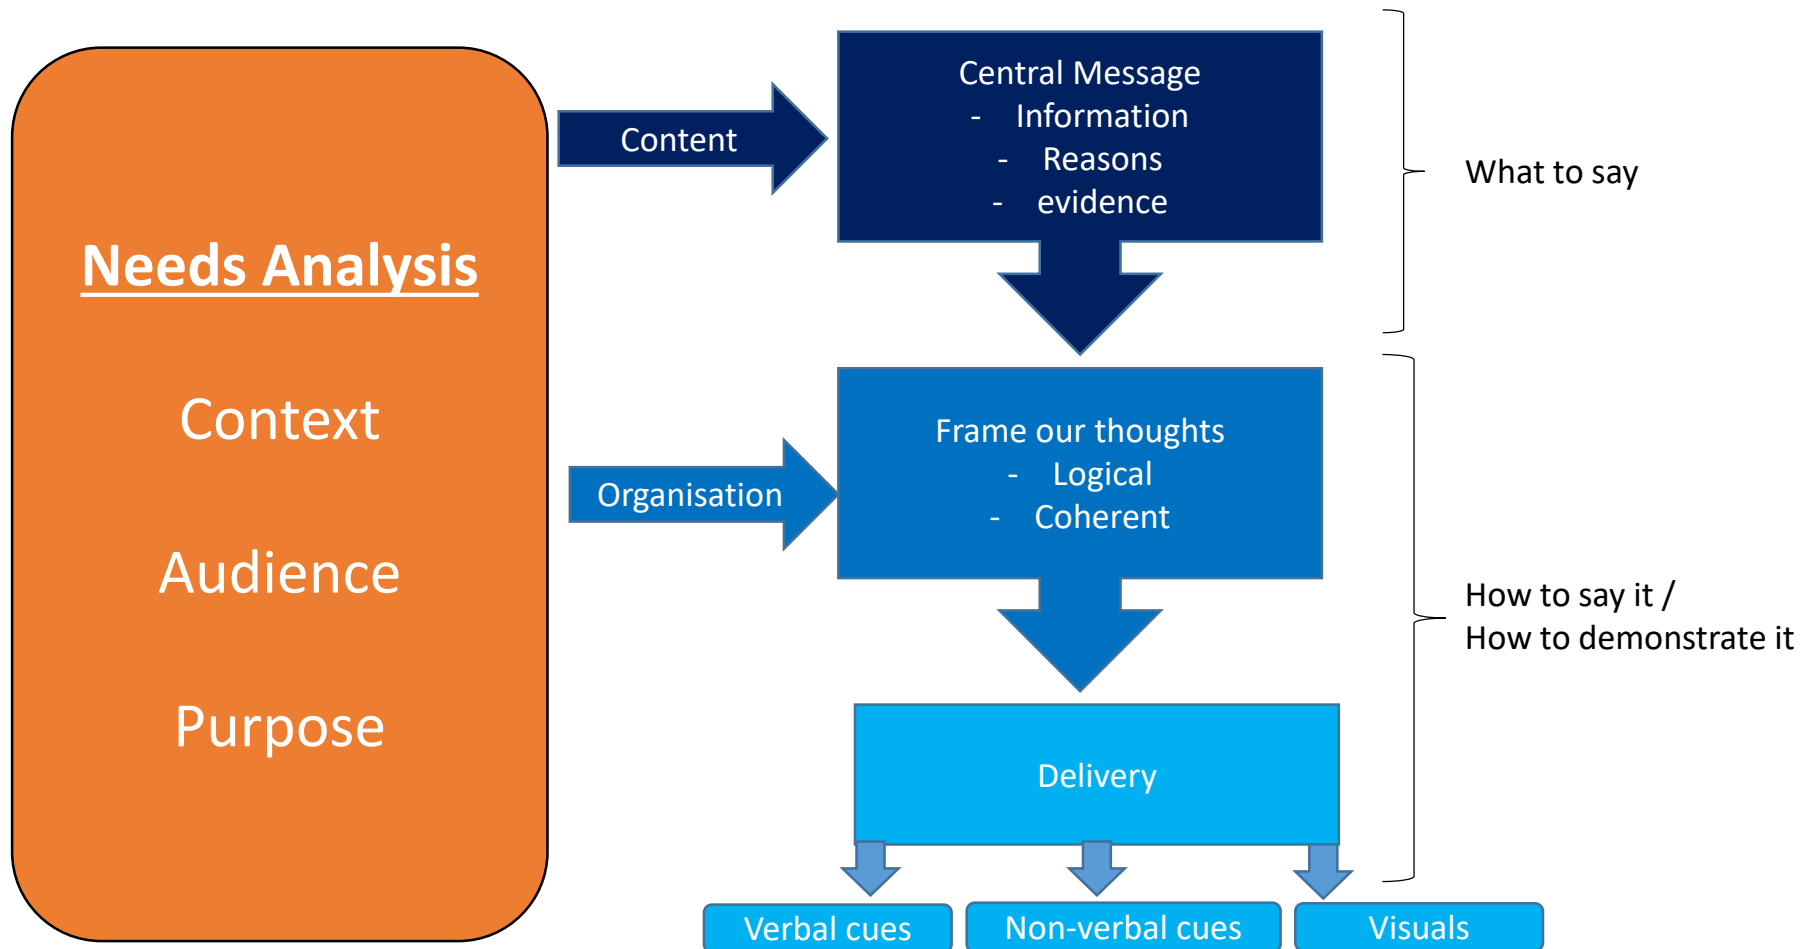 Needs Analysis
Context
Audience
Purpose
Content
Central Message
- Information
- Reasons
- evidence
What to say
Organisation
Frame our thoughts
- Logical
- Coherent
How to say it /
How to demonstrate it
Delivery
Verbal cues
Non-verbal cues
Visuals